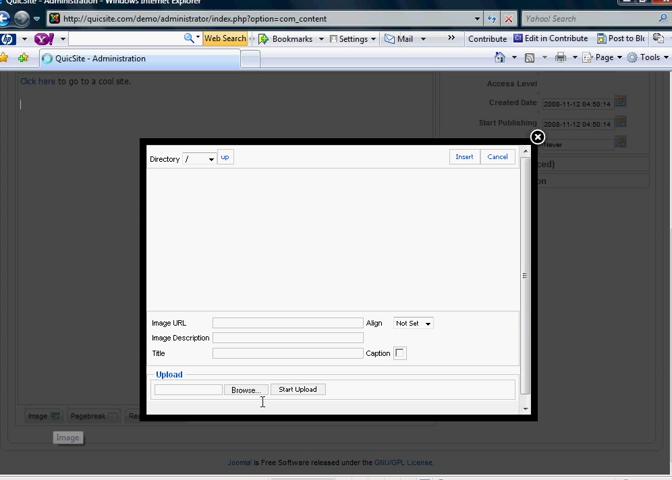 QuicSite - Administration - Windows Internet Explorer
http://quicsite.com/demo/administrator/index.php?option=com_content
Yahoo! Search
Web Search
Bookmarks
Settings
Mail
Contribute
Edit in Contribute
Post to Bl
QuicSite - Administration
Page
Tools
Click here to go to a cool site.
Access Level
Created Date
2008-11-12 04:50:14
Start Publishing
2008-11-12 04:50:14
Never
Directory
/
up
Insert
Cancel
Image URL
Align
Not Set
Image Description
Title
Caption
Upload
Browse...
Start Upload
Image
Pagebreak
Image
Joomla! is Free Software released under the GNU/GPL License.